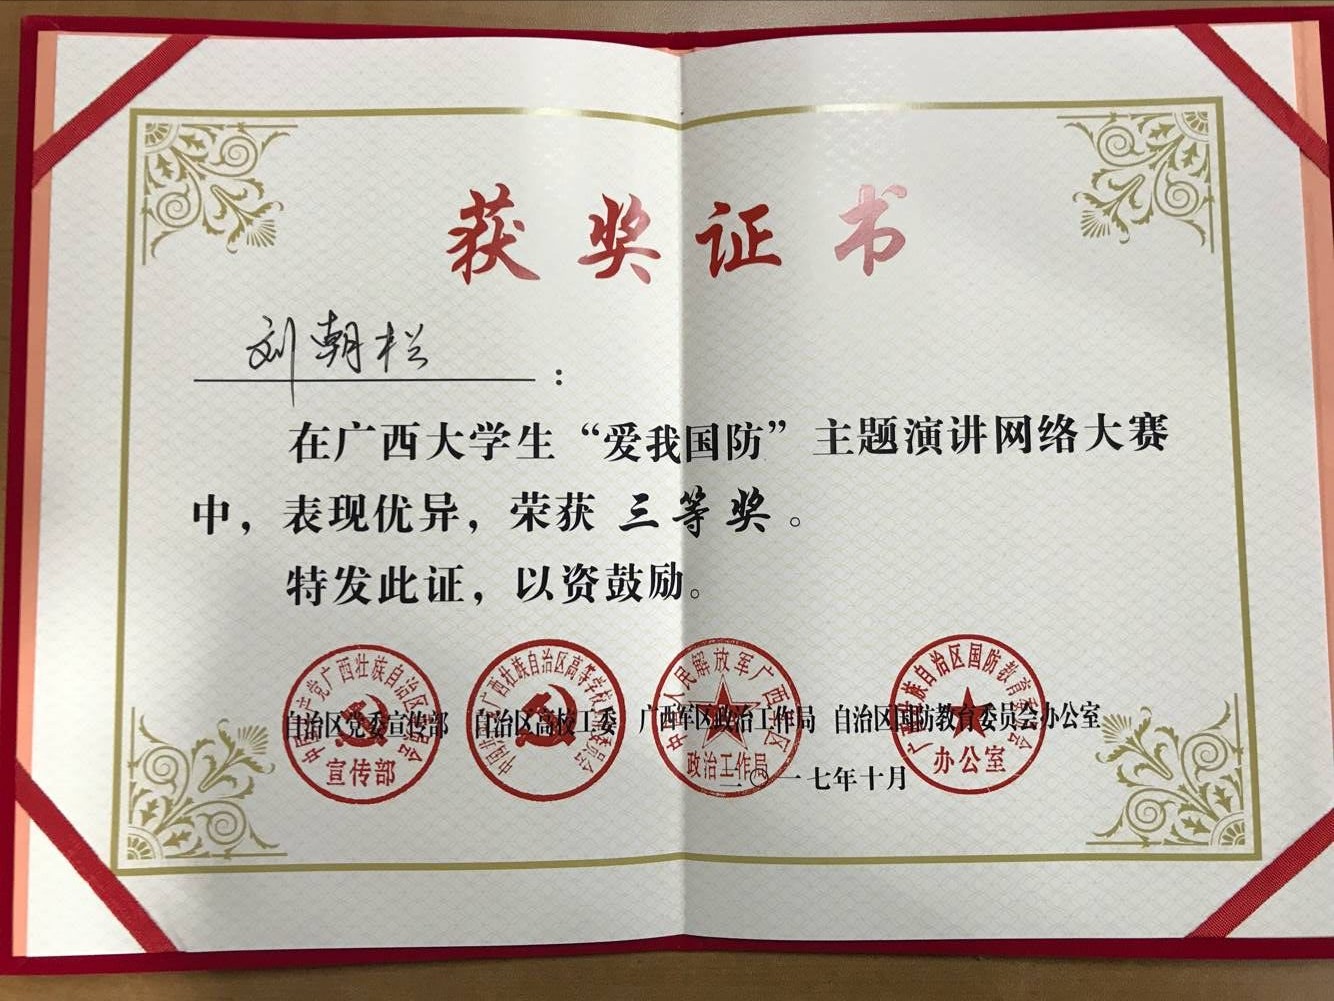 获奖证书
刘朝松：
在广西大学生“爱我国防”主题演讲网络大赛
中，表现优异，荣获 三等奖 。
特发此证，以资鼓励。
自治区党委宣传部 自治区高校工委 广西军区政治工作局 自治区国防教育委员会办公室
二〇一七年十月
宣传部
政治工作局
办公室